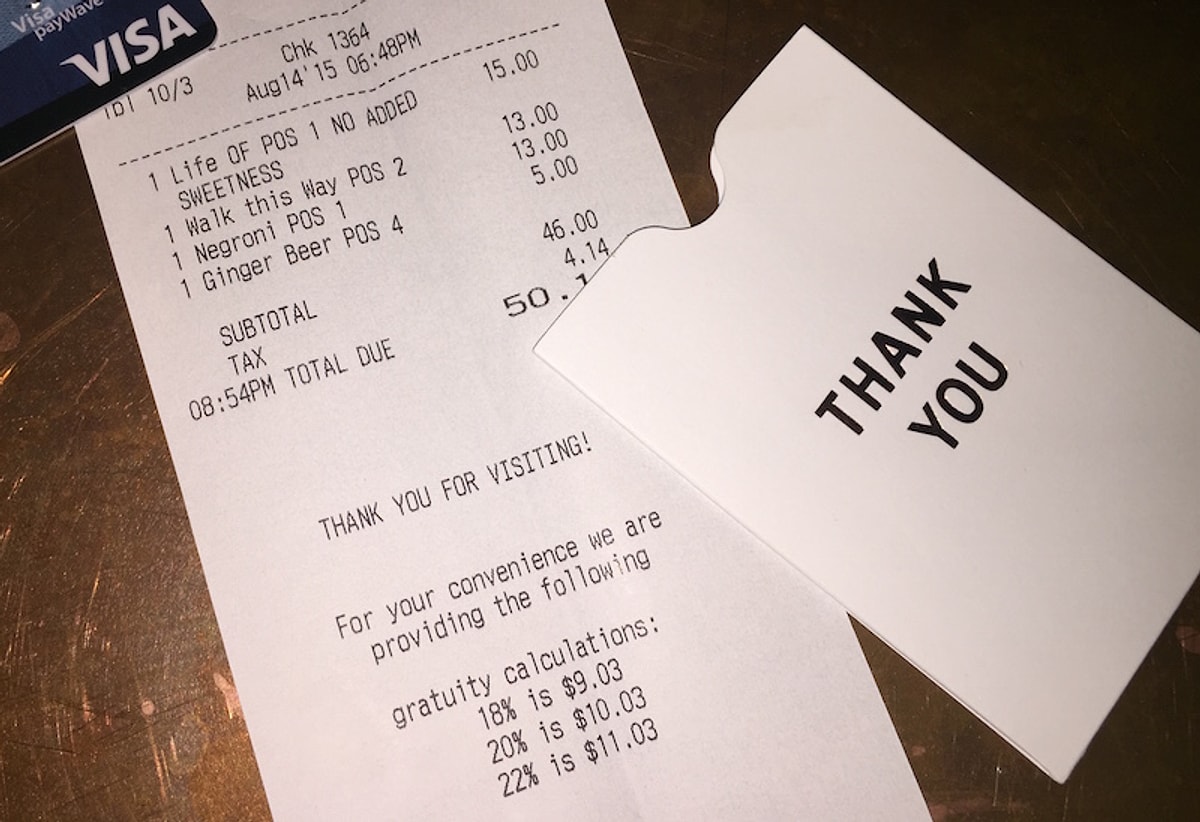 Visa
payWave
VISA
Tbl 10/3
Chk 1364
Aug14'15 06:48PM
1 Life OF POS 1 NO ADDED 15.00
SWEETNESS
1 Walk this Way POS 2 13.00
1 Negroni POS 1 13.00
1 Ginger Beer POS 4 5.00
SUBTOTAL 46.00
TAX 4.14
08:54PM TOTAL DUE 50.1
THANK YOU FOR VISITING!
For your convenience we are
providing the following
gratuity calculations:
18% is $9.03
20% is $10.03
22% is $11.03
THANK
YOU